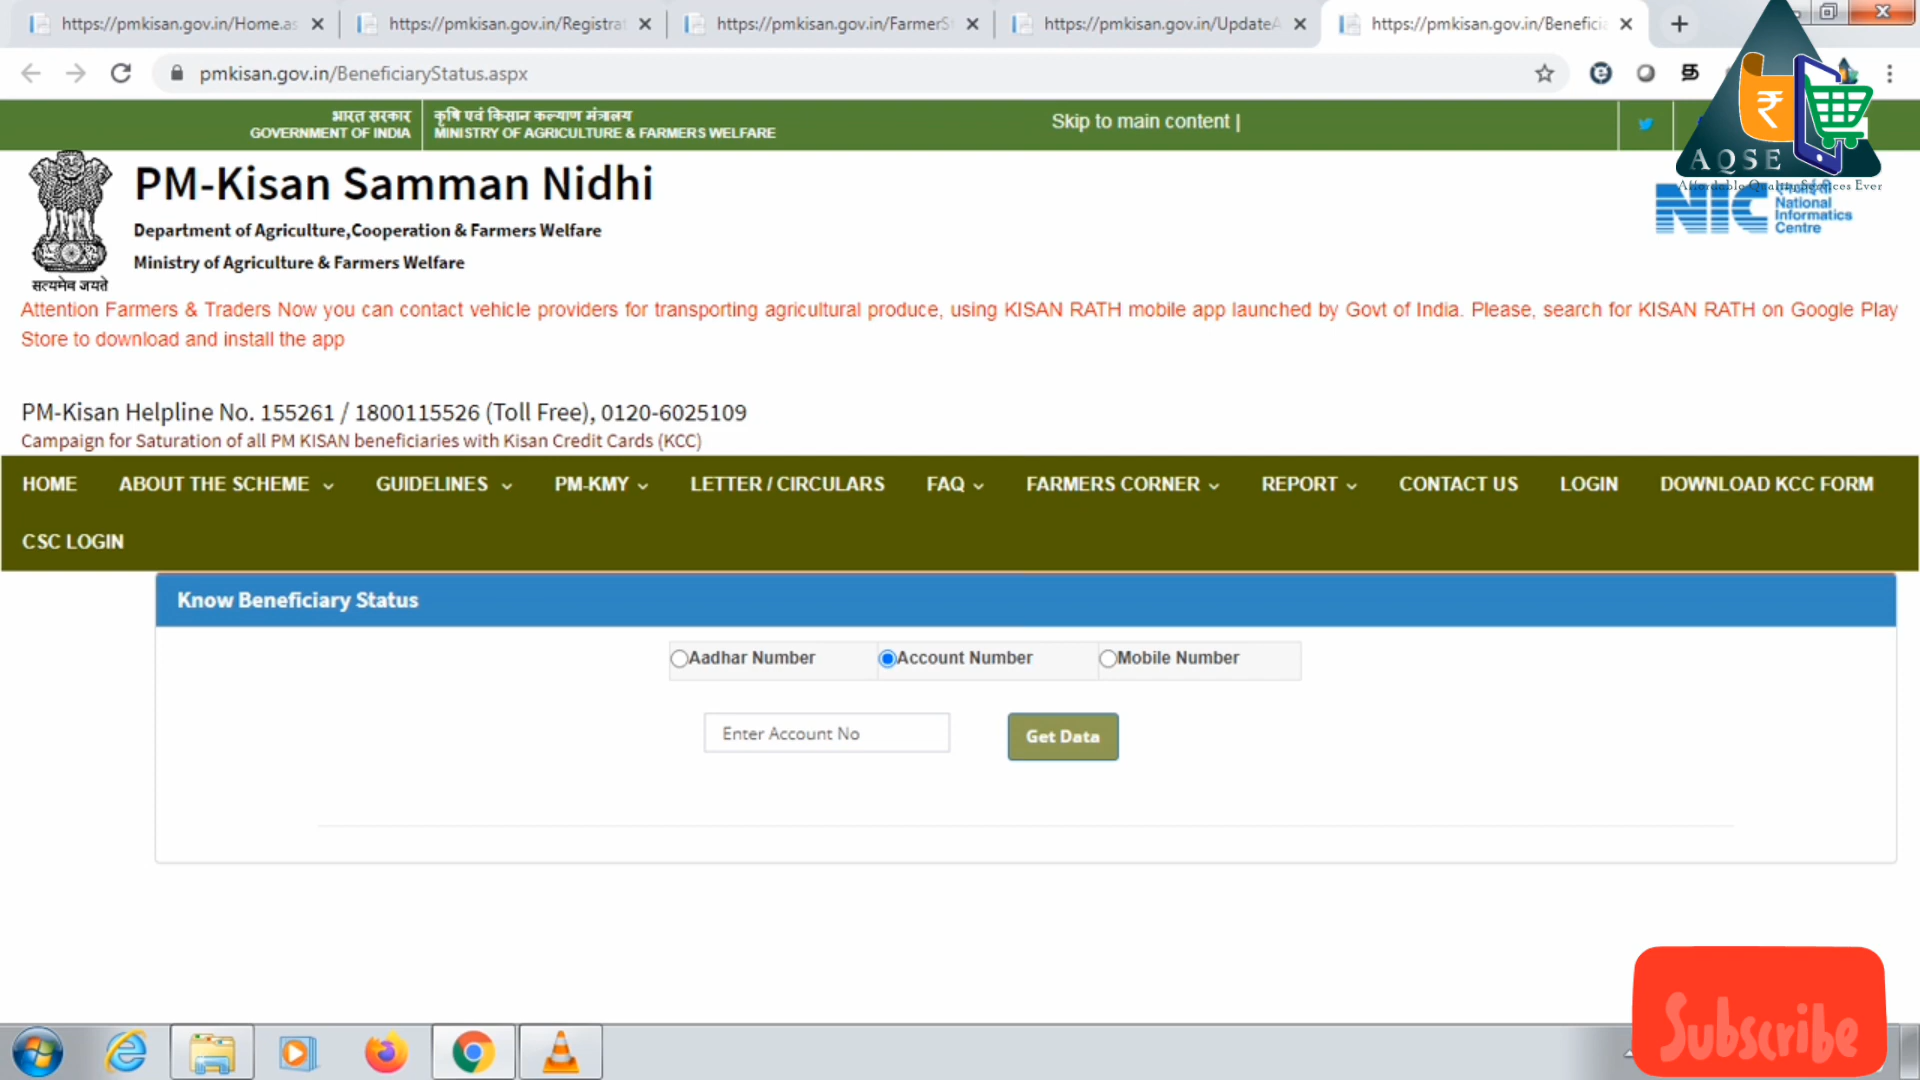 https://pmkisan.gov.in/Home.as
https://pmkisan.gov.in/Registrat
https://pmkisan.gov.in/FarmerS
https://pmkisan.gov.in/UpdateA
https://pmkisan.gov.in/Beneficia
pmkisan.gov.in/BeneficiaryStatus.aspx
भारत सरकार
GOVERNMENT OF INDIA
कृषि एवं किसान कल्याण मंत्रालय
MINISTRY OF AGRICULTURE & FARMERS WELFARE
Skip to main content |
AQSE
Affordable Quality Services Ever
PM-Kisan Samman Nidhi
Department of Agriculture,Cooperation & Farmers Welfare
Ministry of Agriculture & Farmers Welfare
सत्यमेव जयते
NIC
एनआईसी
National
Informatics
Centre
Attention Farmers & Traders Now you can contact vehicle providers for transporting agricultural produce, using KISAN RATH mobile app launched by Govt of India. Please, search for KISAN RATH on Google Play
Store to download and install the app
PM-Kisan Helpline No. 155261 / 1800115526 (Toll Free), 0120-6025109
Campaign for Saturation of all PM KISAN beneficiaries with Kisan Credit Cards (KCC)
HOME ABOUT THE SCHEME GUIDELINES PM-KMY LETTER / CIRCULARS FAQ FARMERS CORNER REPORT CONTACT US LOGIN DOWNLOAD KCC FORM
CSC LOGIN
Know Beneficiary Status
Aadhar Number Account Number Mobile Number
Enter Account No Get Data
Subscribe